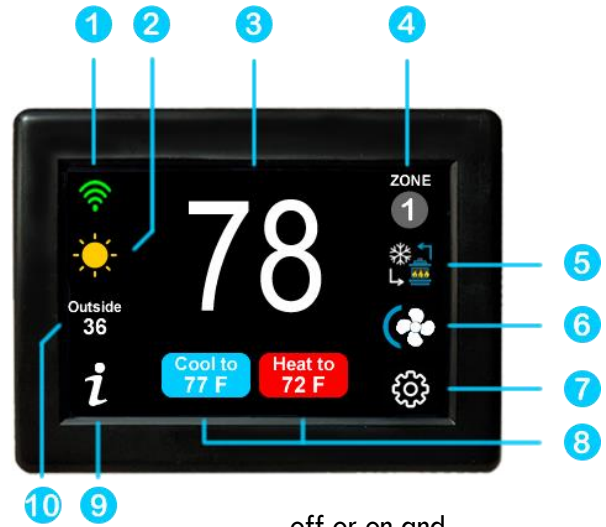 1 2 3 4
ZONE
1
78
5
Outside
36
6
Cool to
77 F
Heat to
72 F
i
7
8
10 9
off or on and